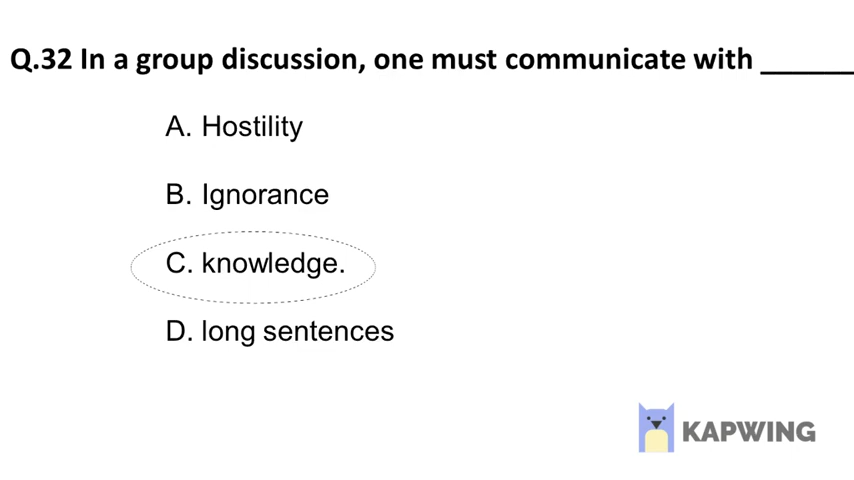 Q.32 In a group discussion, one must communicate with ______
A. Hostility
B. Ignorance
C. knowledge.
D. long sentences
KAPWING